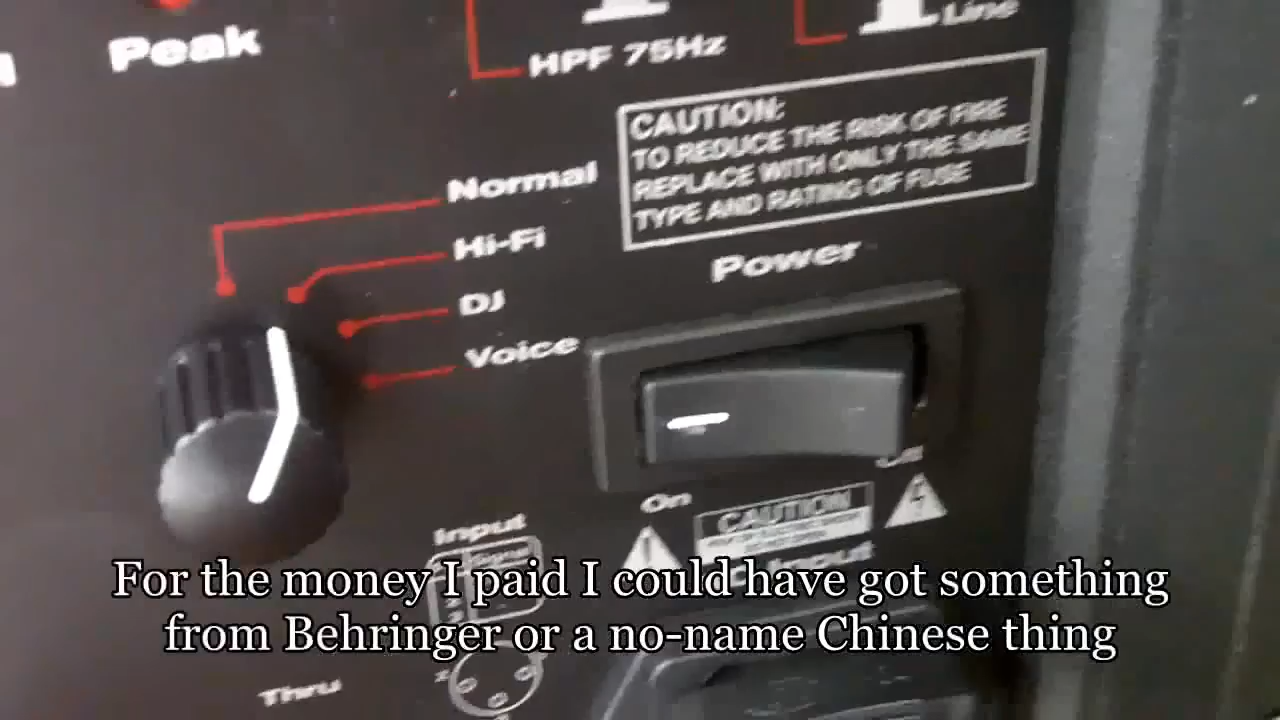 Peak
HPF 75Hz
Line
CAUTION:
TO REDUCE THE RISK OF FIRE
REPLACE WITH ONLY THE SAME
TYPE AND RATING OF FUSE
Normal
Hi-Fi
DJ
Voice
Power
On
CAUTION
Input
For the money I paid I could have got something
from Behringer or a no-name Chinese thing
Thru